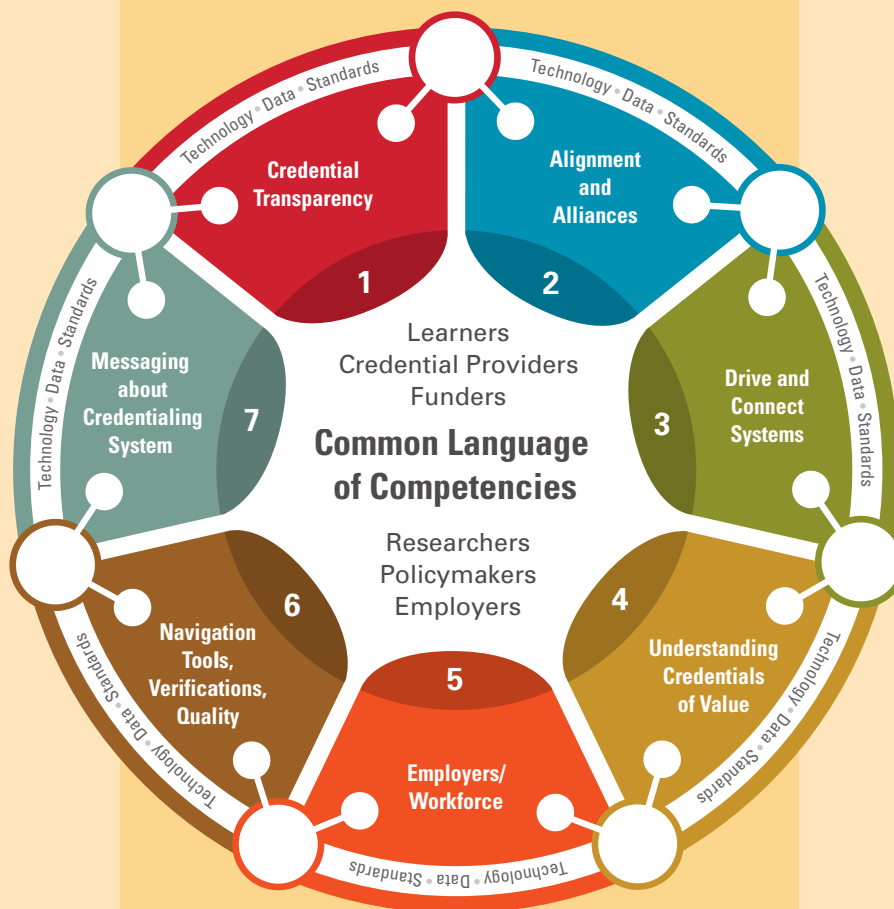 Technology • Data • Standards
Credential
Transparency
1
Technology • Data • Standards
Alignment
and
Alliances
2
Technology • Data • Standards
Drive and
Connect
Systems
3
Technology • Data • Standards
Understanding
Credentials
of Value
4
Technology • Data • Standards
Employers/
Workforce
5
Technology • Data • Standards
Navigation
Tools,
Verifications,
Quality
6
Technology • Data • Standards
Messaging
about
Credentialing
System
7
Learners
Credential Providers
Funders
Common Language
of Competencies
Researchers
Policymakers
Employers